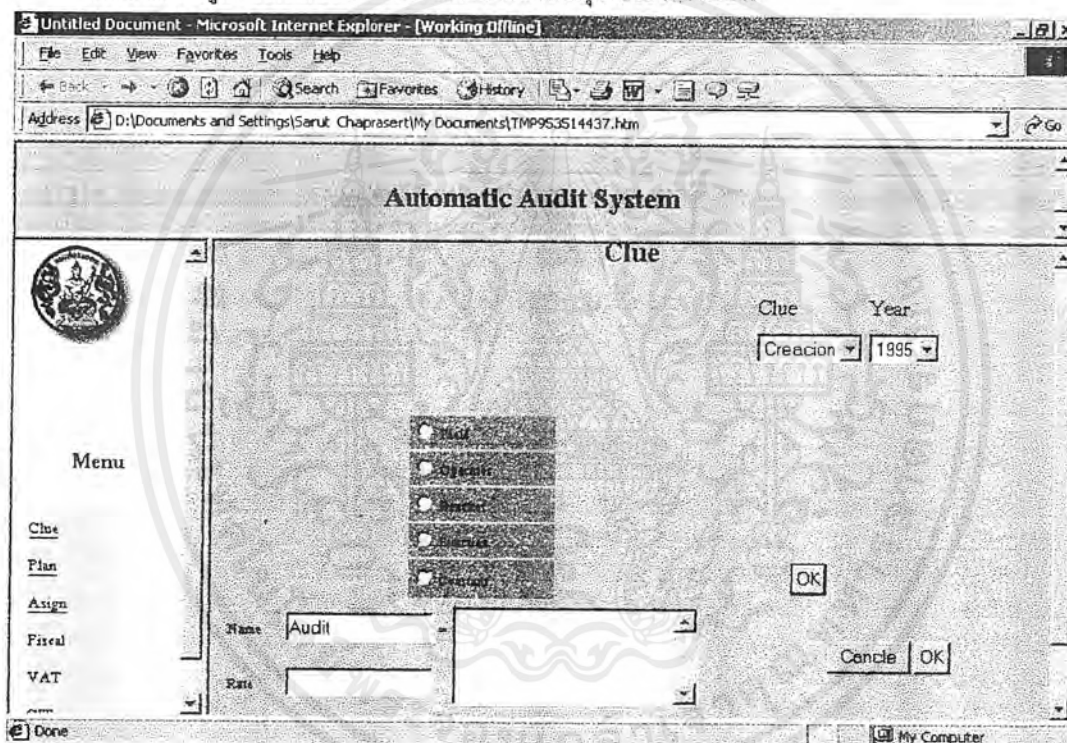 Untitled Document - Microsoft Internet Explorer - [Working Offline]
File Edit View Favorites Tools Help
Back Search Favorites History
Address D:\Documents and Settings\Sarut Chaprasert\My Documents\TMP953514437.htm Go
Automatic Audit System
Clue
Clue Year
Creacion 1995
Menu
Clue
Plan
Asign
Fiscal
VAT
OK
Name Audit =
Rate
Cancle OK
Done My Computer